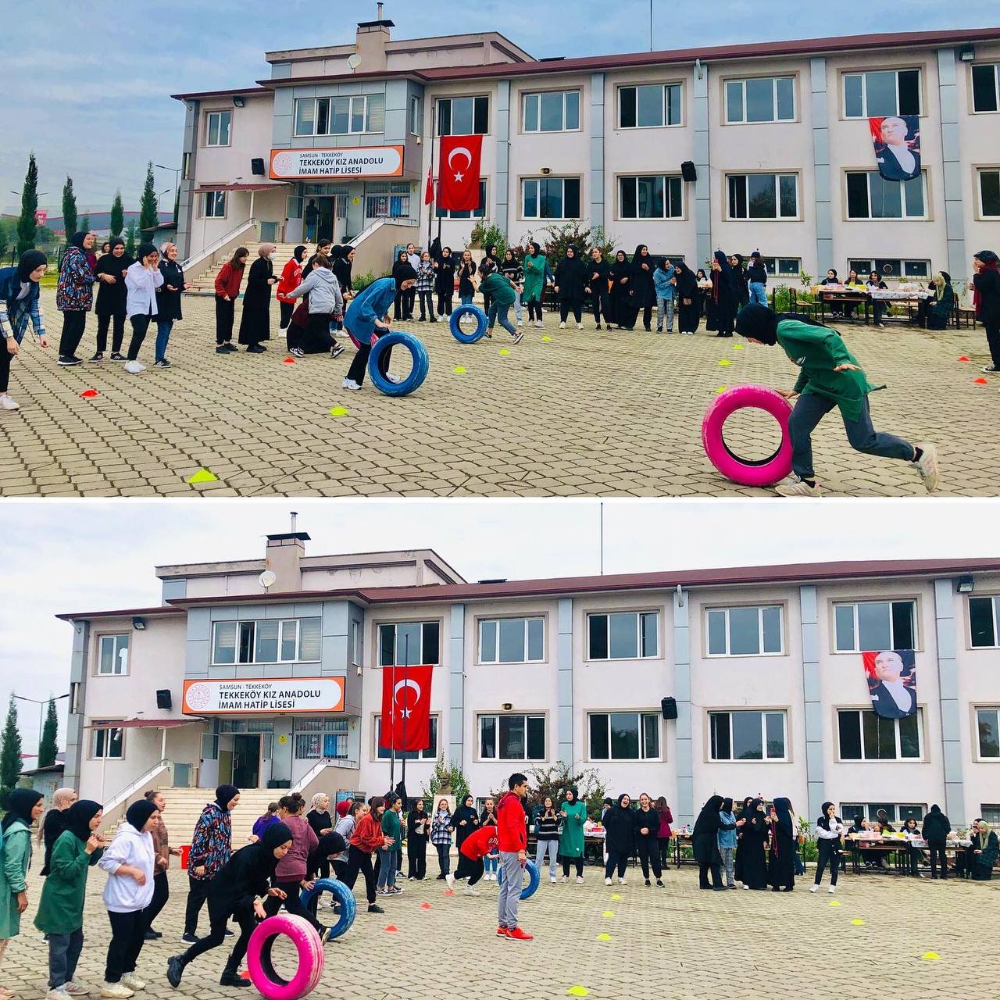 SAMSUN - TEKKEKÖY
TEKKEKÖY KIZ ANADOLU
İMAM HATİP LİSESİ
SAMSUN - TEKKEKÖY
TEKKEKÖY KIZ ANADOLU
İMAM HATİP LİSESİ